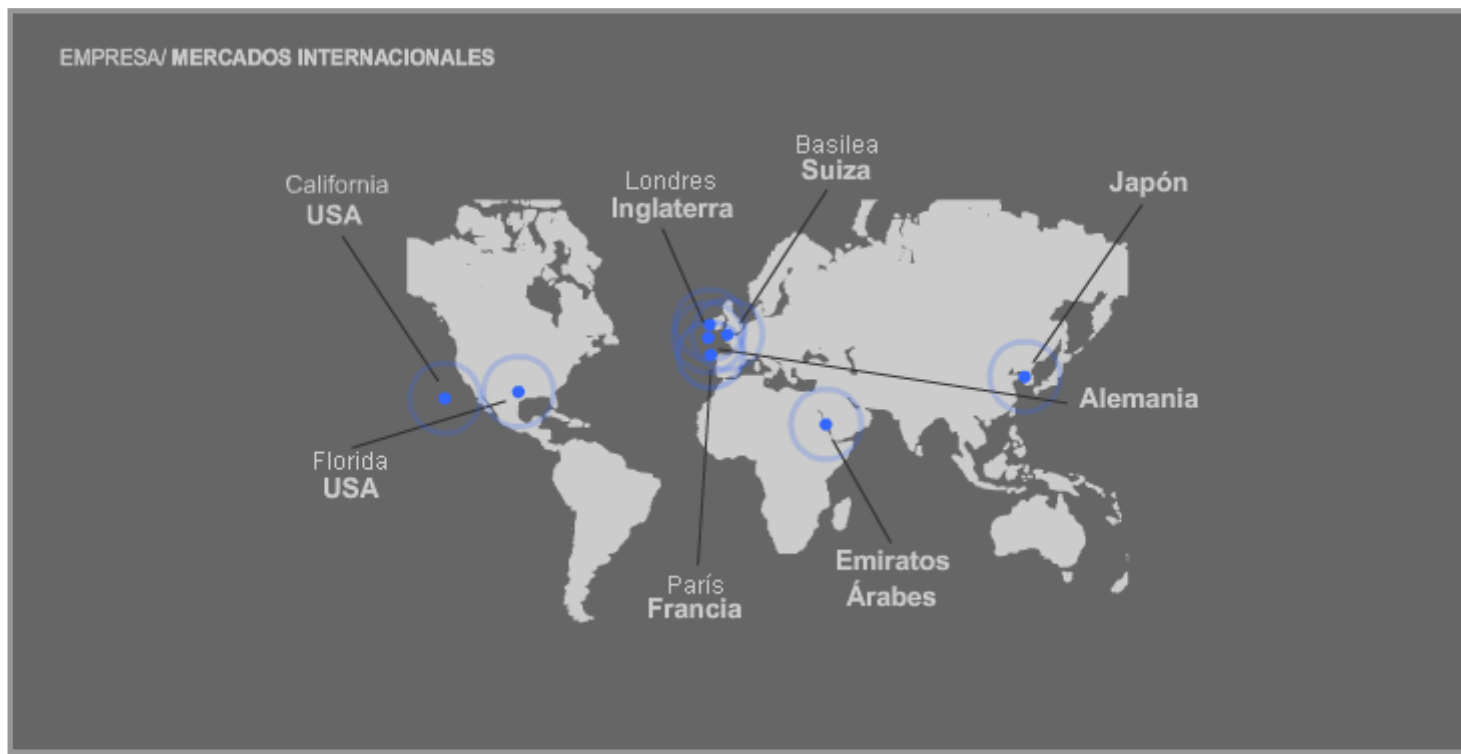 EMPRESA/ MERCADOS INTERNACIONALES
Basilea
Suiza
Londres
Inglaterra
California
USA
Japón
Alemania
Florida
USA
París
Francia
Emiratos
Árabes